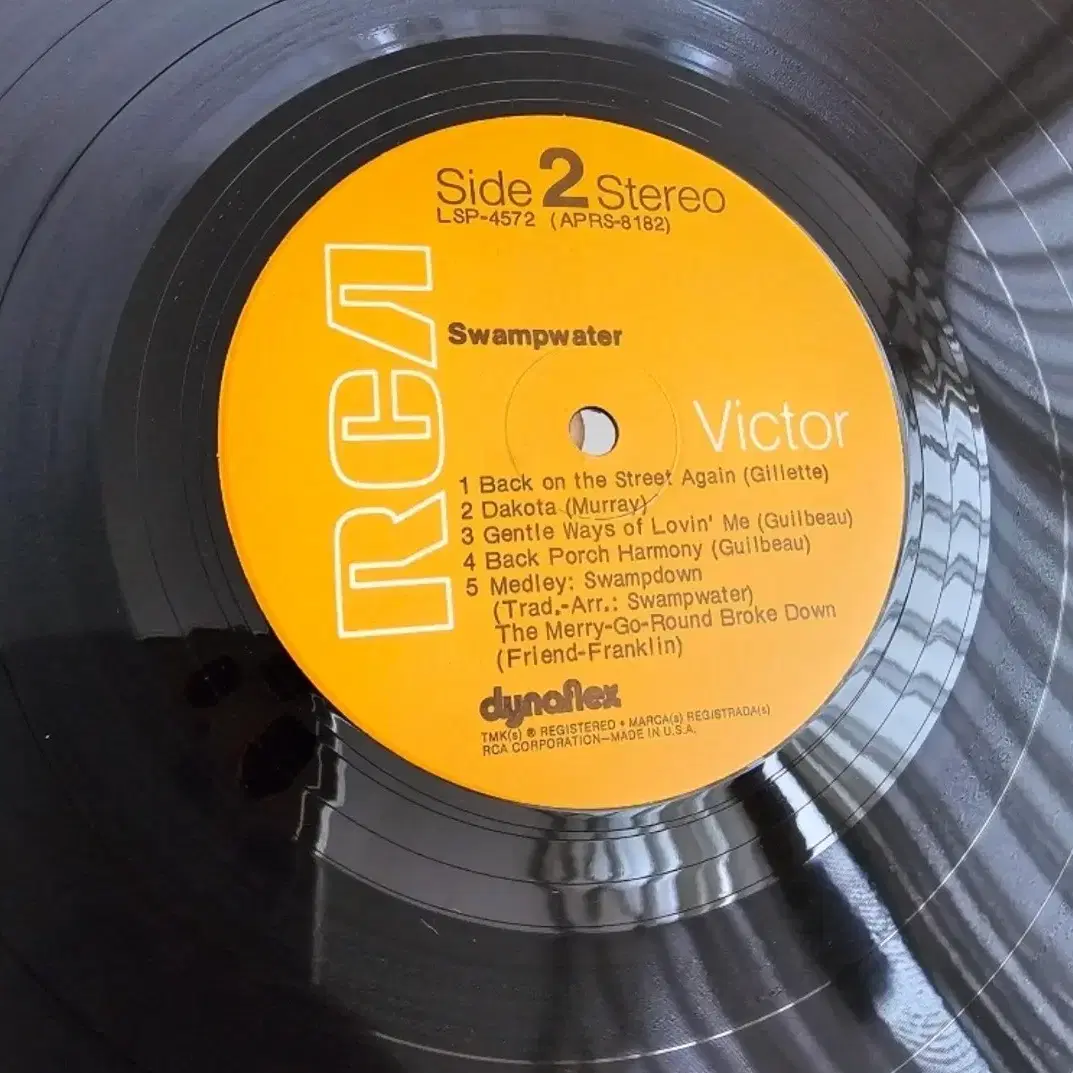 Side 2 Stereo
LSP-4572 (APRS-8182)
RCA
Swampwater
Victor
1 Back on the Street Again (Gillette)
2 Dakota (Murray)
3 Gentle Ways of Lovin' Me (Guilbeau)
4 Back Porch Harmony (Guilbeau)
5 Medley: Swampdown
(Trad.-Arr.: Swampwater)
The Merry-Go-Round Broke Down
(Friend-Franklin)
dynaflex
TMK(s) ® REGISTERED • MARCA(s) REGISTRADA(s)
RCA CORPORATION—MADE IN U.S.A.